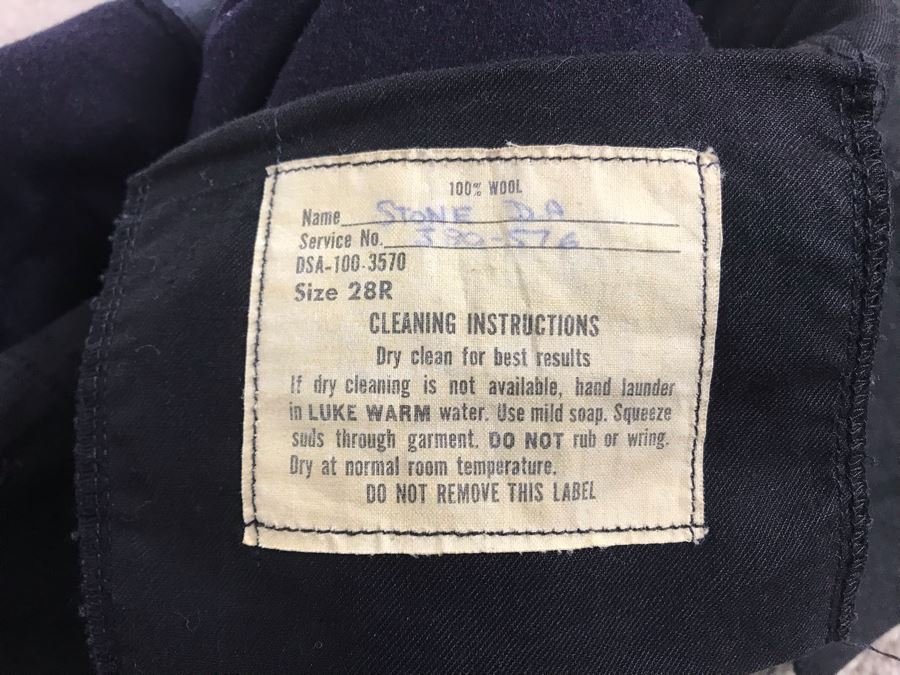 100% WOOL
Name STONE D.A
Service No. 590-576
DSA-100-3570
Size 28R
CLEANING INSTRUCTIONS
Dry clean for best results
If dry cleaning is not available, hand launder
in LUKE WARM water. Use mild soap. Squeeze
suds through garment. DO NOT rub or wring.
Dry at normal room temperature.
DO NOT REMOVE THIS LABEL